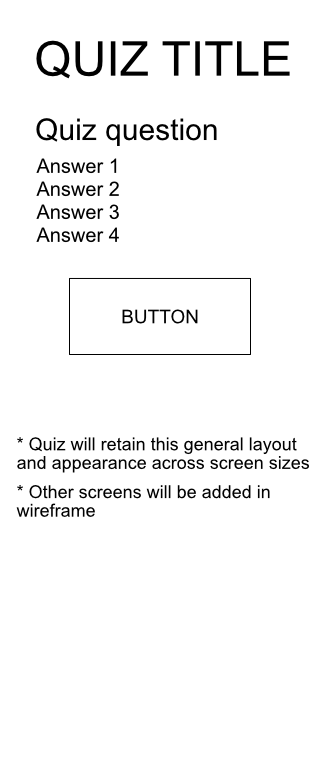 QUIZ TITLE
Quiz question
Answer 1
Answer 2
Answer 3
Answer 4
BUTTON
* Quiz will retain this general layout
and appearance across screen sizes
* Other screens will be added in
wireframe